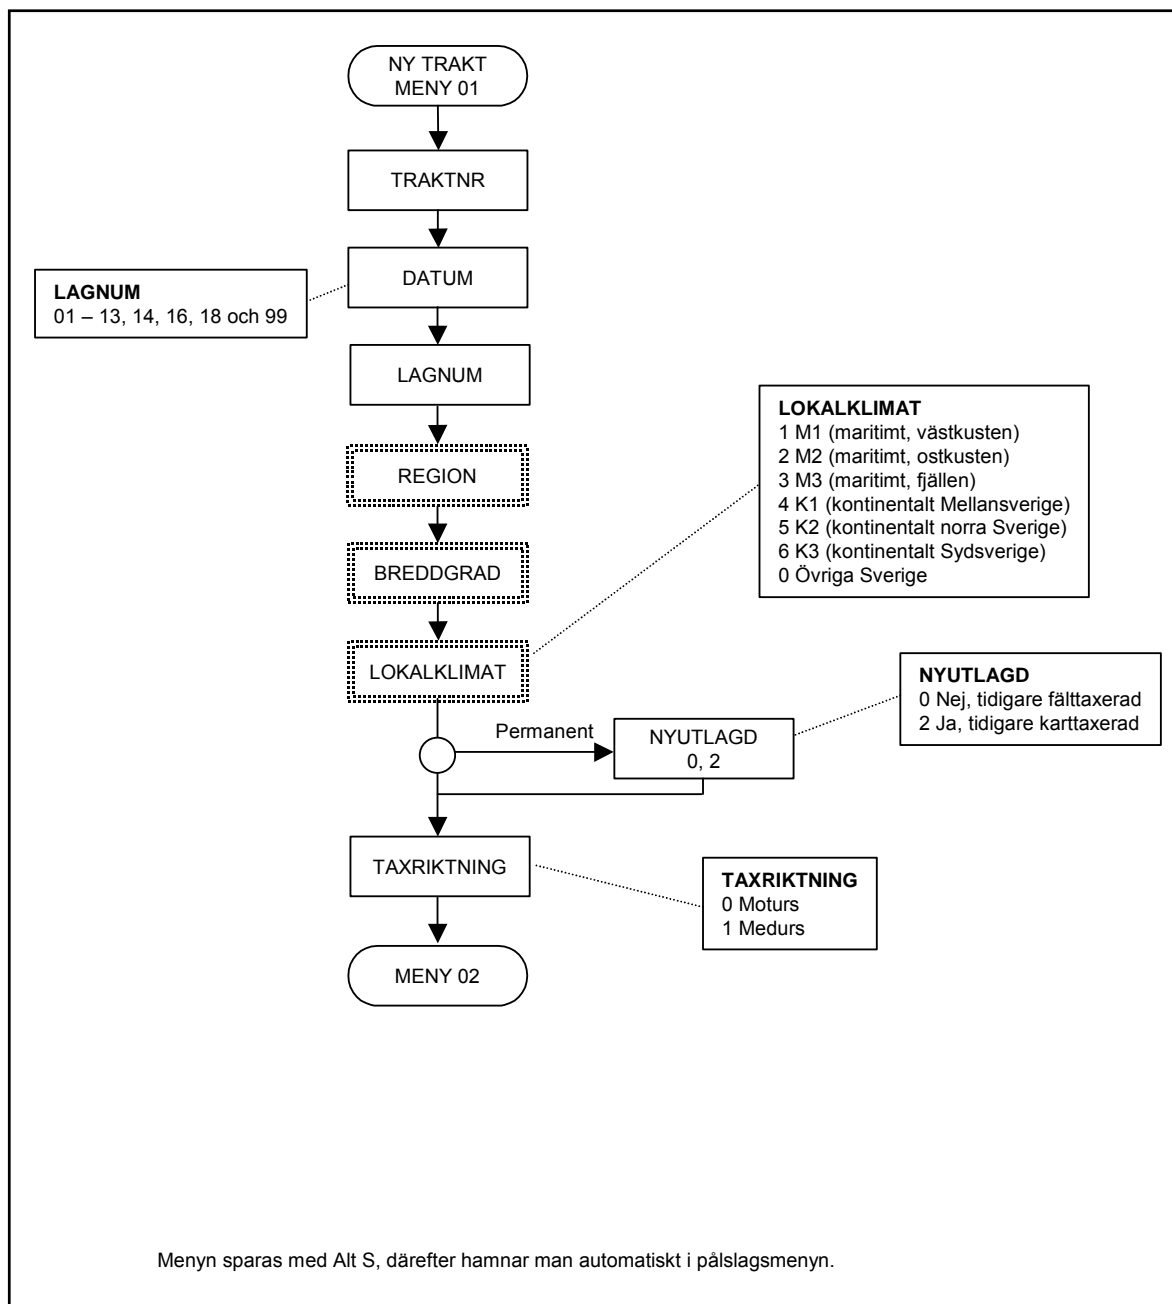 NY TRAKT
MENY 01
TRAKTNR
DATUM
LAGNUM
01 – 13, 14, 16, 18 och 99
LAGNUM
REGION
BREDDGRAD
LOKALKLIMAT
LOKALKLIMAT
1 M1 (maritimt, västkusten)
2 M2 (maritimt, ostkusten)
3 M3 (maritimt, fjällen)
4 K1 (kontinentalt Mellansverige)
5 K2 (kontinentalt norra Sverige)
6 K3 (kontinentalt Sydsverige)
0 Övriga Sverige
Permanent
NYUTLAGD
0, 2
NYUTLAGD
0 Nej, tidigare fälttaxerad
2 Ja, tidigare karttaxerad
TAXRIKTNING
TAXRIKTNING
0 Moturs
1 Medurs
MENY 02
Menyn sparas med Alt S, därefter hamnar man automatiskt i pålslagsmenyn.